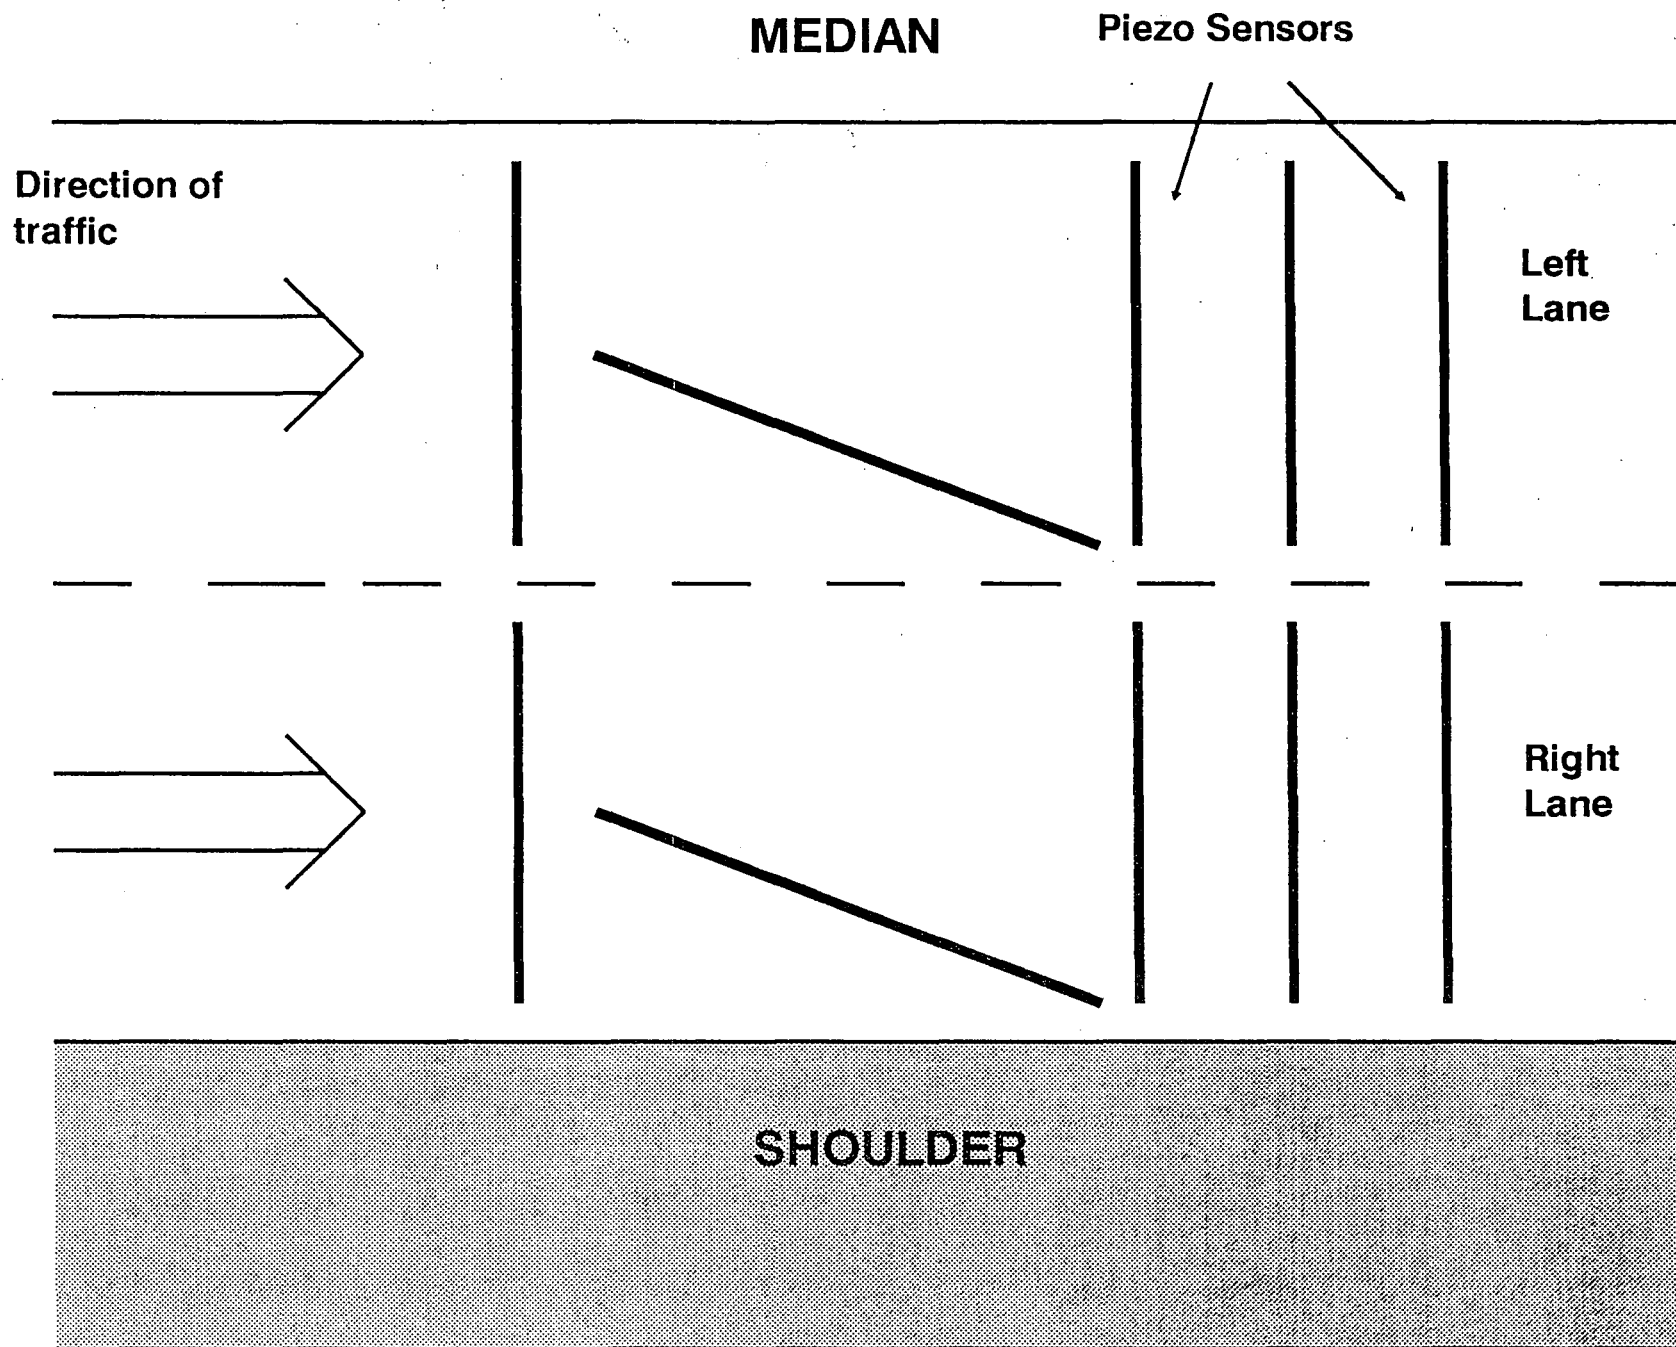 MEDIAN
Piezo Sensors
Direction of
traffic
Left
Lane
Right
Lane
SHOULDER